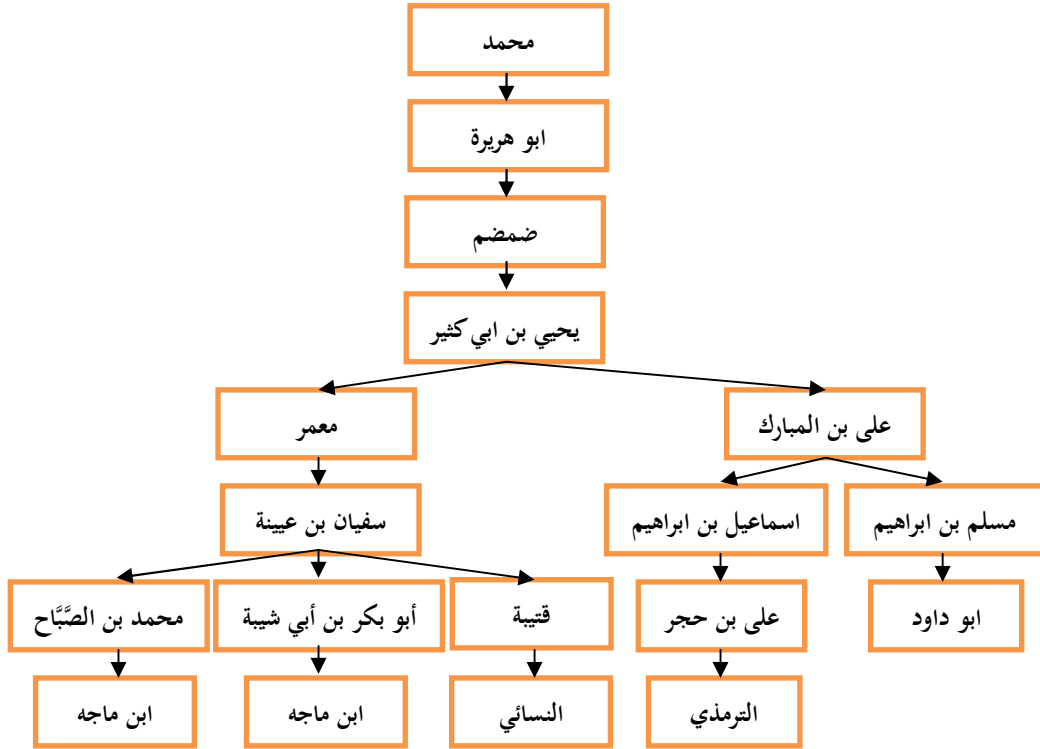 محمد
ابو هريرة
ضمضم
يحيي بن ابي كثير
على بن المبارك
معمر
مسلم بن ابراهيم
اسماعيل بن ابراهيم
سفيان بن عيينة
ابو داود
على بن حجر
قتيبة
أبو بكر بن أبي شيبة
محمد بن الصَّبَّاح
الترمذي
النسائي
ابن ماجه
ابن ماجه